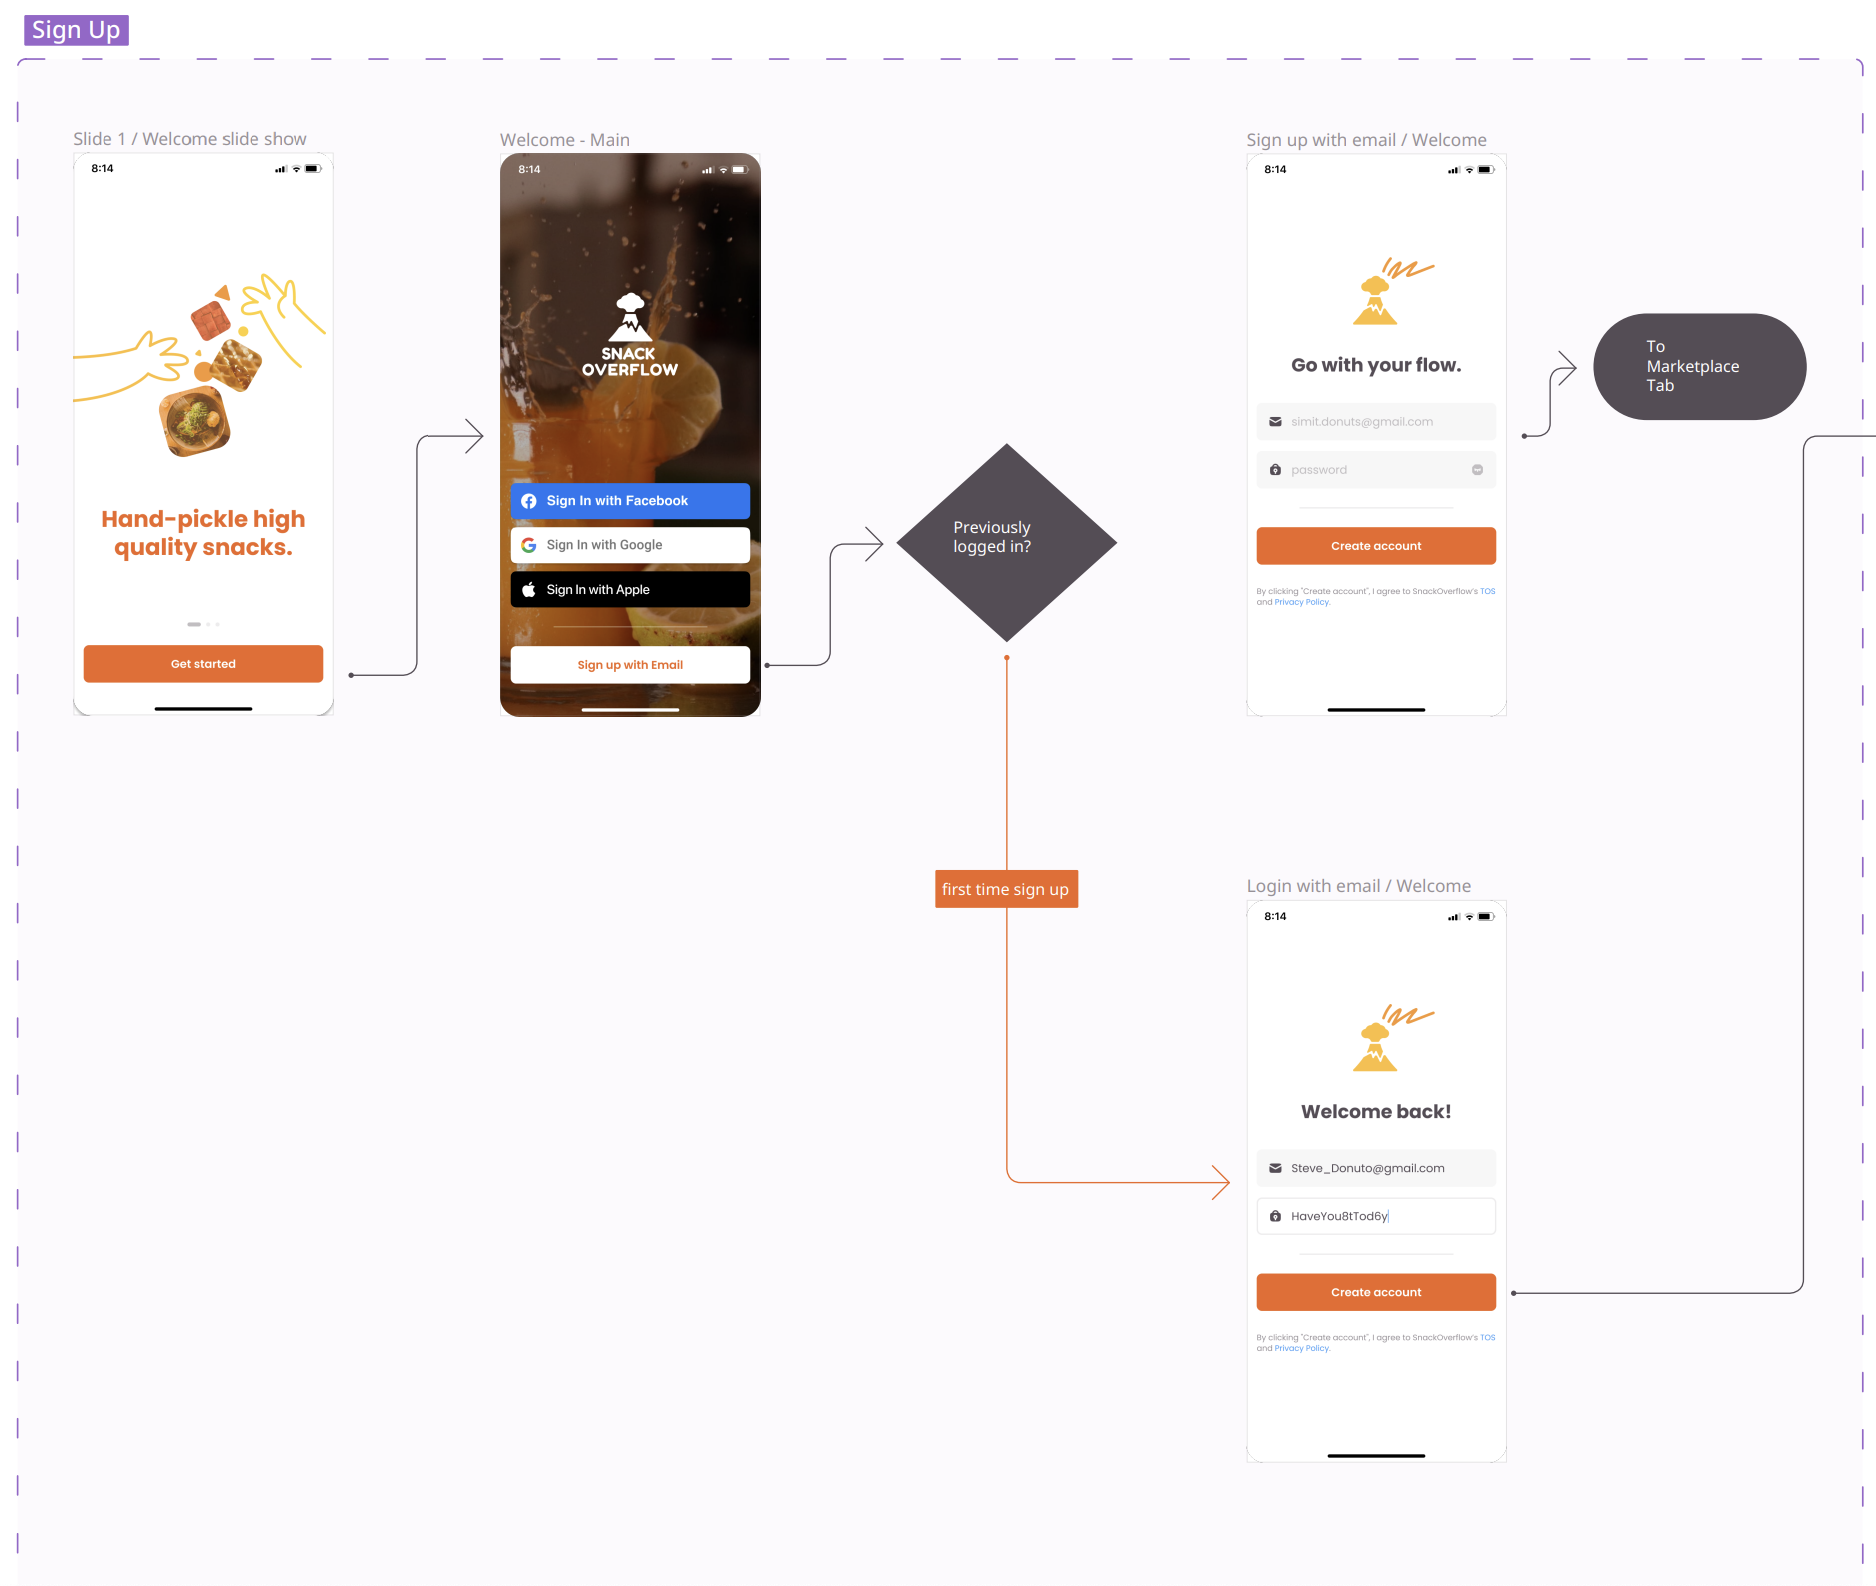 Sign Up
Slide 1 / Welcome slide show
8:14
Hand-pickle high
quality snacks.
Get started
Welcome - Main
8:14
SNACK
OVERFLOW
Sign In with Facebook
Sign In with Google
Sign In with Apple
Sign up with Email
Previously
logged in?
first time sign up
Sign up with email / Welcome
8:14
Go with your flow.
simit.donuts@gmail.com
password
Create account
By clicking "Create account", I agree to SnackOverflow's TOS
and Privacy Policy.
To
Marketplace
Tab
Login with email / Welcome
8:14
Welcome back!
Steve_Donuto@gmail.com
HaveYou8tTod6y
Create account
By clicking "Create account", I agree to SnackOverflow's TOS
and Privacy Policy.